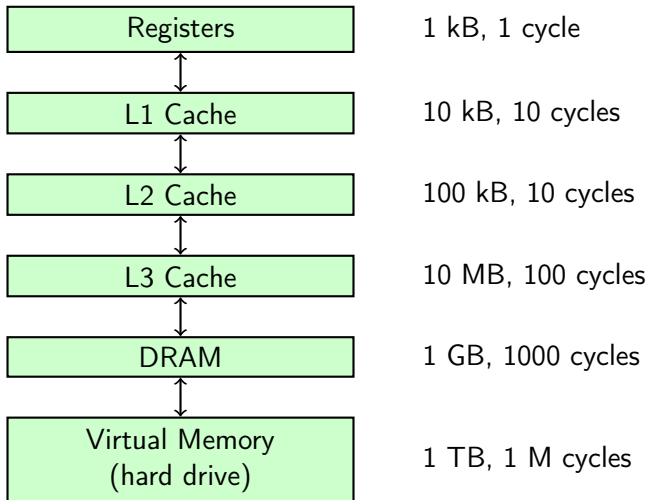 Registers
1 kB, 1 cycle
L1 Cache
10 kB, 10 cycles
L2 Cache
100 kB, 10 cycles
L3 Cache
10 MB, 100 cycles
DRAM
1 GB, 1000 cycles
Virtual Memory
(hard drive)
1 TB, 1 M cycles